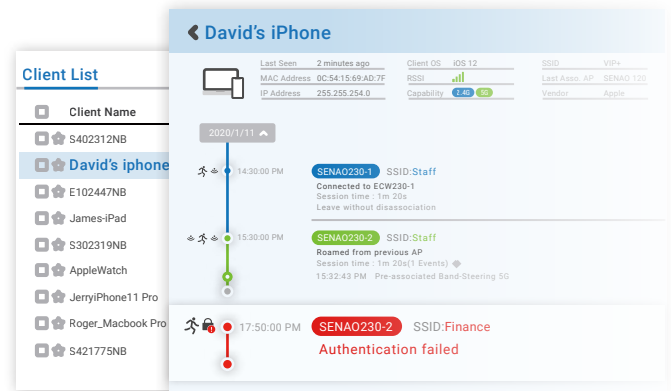 Client List
Client Name
S402312NB
David's iphone
E102447NB
James-iPad
S302319NB
AppleWatch
JerryiPhone11 Pro
Roger_Macbook Pro
S421775NB
David's iPhone
Last Seen 2 minutes ago Client OS iOS 12 SSID VIP+
MAC Address 0C:54:15:69:AD:7F RSSI Last Asso. AP SENAO 120
IP Address 255.255.254.0 Capability 2.4G 5G Vendor Apple
2020/1/11
14:30:00 PM SENAO230-1 SSID:Staff
Connected to ECW230-1
Session time : 1m 20s
Leave without disassociation
15:30:00 PM SENAO230-2 SSID:Staff
Roamed from previous AP
Session time : 1m 20s(1 Events)
15:32:43 PM Pre-associated Band-Steering 5G
17:50:00 PM SENAO230-2 SSID:Finance
Authentication failed